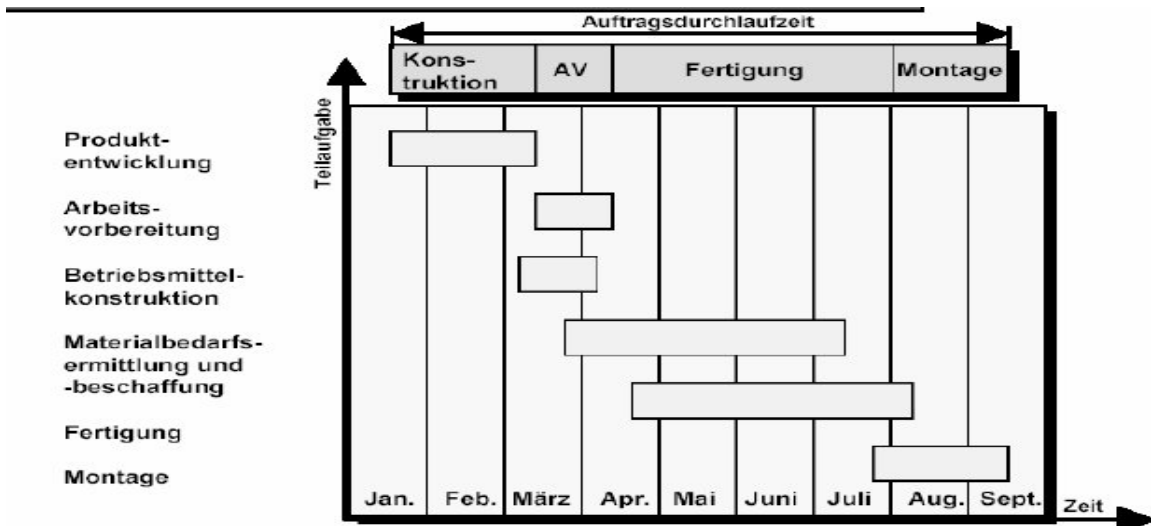 Auftragsdurchlaufzeit
Kons-
truktion
AV
Fertigung
Montage
Teilaufgabe
Produkt-
entwicklung
Arbeits-
vorbereitung
Betriebsmittel-
konstruktion
Materialbedarfs-
ermittlung und
-beschaffung
Fertigung
Montage
Jan. Feb. März Apr. Mai Juni Juli Aug. Sept.
Zeit